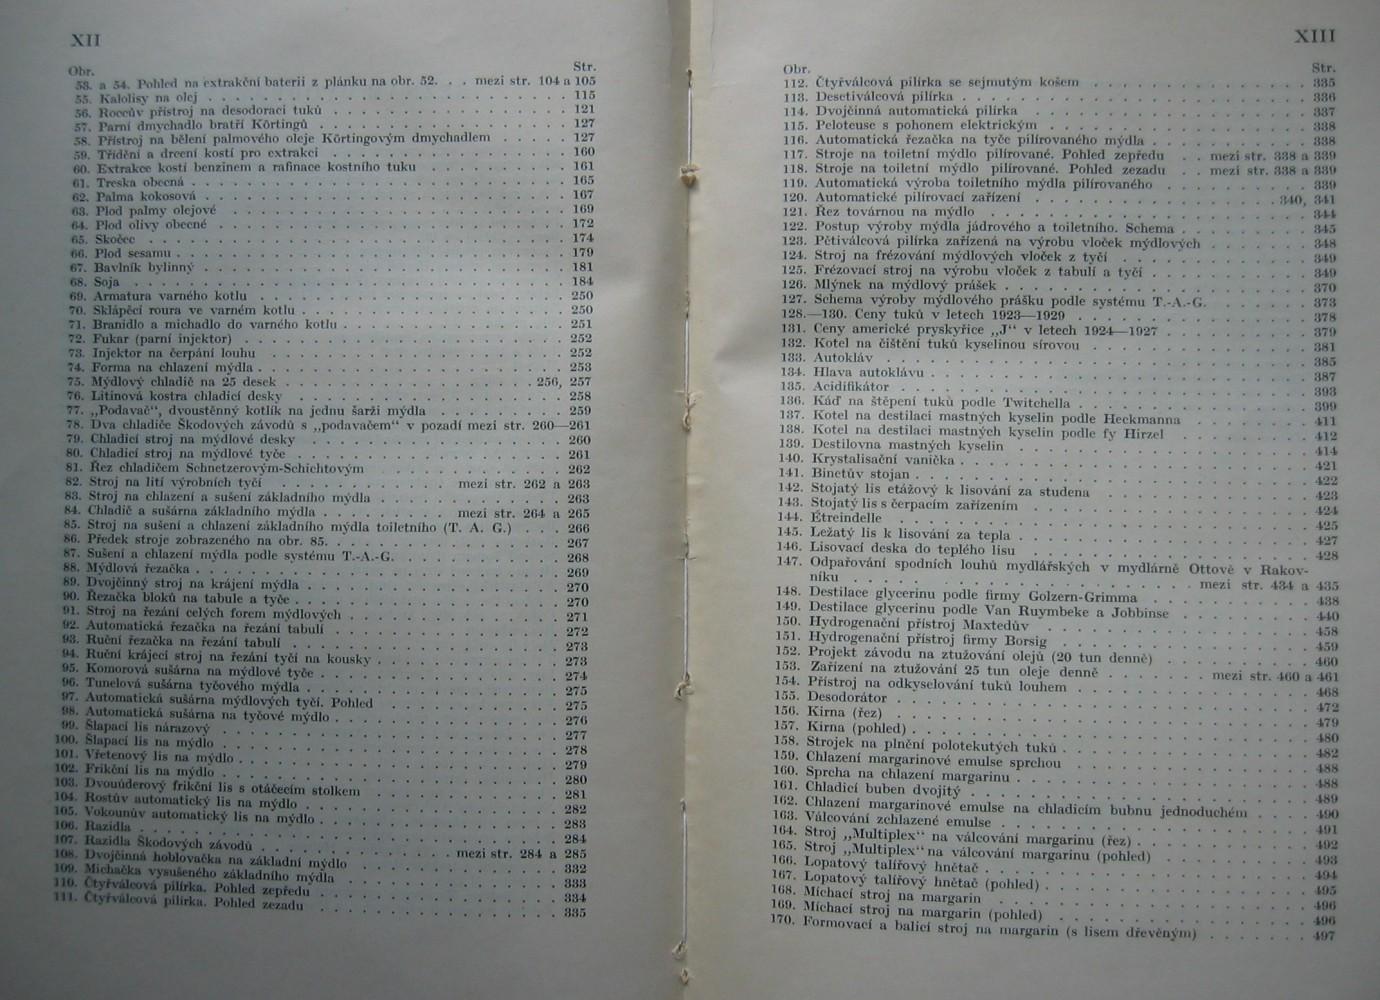 XII
Obr. Str.
53. a 54. Pohled na extrakční baterii z plánku na obr. 52. . . mezi str. 104 a 105
55. Kalolisy na olej 115
56. Roccův přístroj na desodoraci tuků 121
57. Parní dmychadlo bratří Körtingů 127
58. Přístroj na bělení palmového oleje Körtingovým dmychadlem 127
59. Třídění a drcení kostí pro extrakci 160
60. Extrakce kostí benzinem a rafinace kostního tuku 161
61. Treska obecná 165
62. Palma kokosová 167
63. Plod palmy olejové 169
64. Plod olivy obecné 172
65. Skočec 174
66. Plod sesamu 179
67. Bavlník bylinný 181
68. Soja 184
69. Armatura varného kotlu 250
70. Sklápěcí roura ve varném kotlu 250
71. Branidlo a michadlo do varného kotlu 251
72. Fukar (parní injektor) 252
73. Injektor na čerpání louhu 252
74. Forma na chlazení mýdla 253
75. Mýdlový chladič na 25 desek 256, 257
76. Litinová kostra chladicí desky 258
77. „Podavač“, dvoustěnný kotlík na jednu šarži mýdla 259
78. Dva chladiče Škodových závodů s „podavačem“ v pozadí mezi str. 260—261
79. Chladicí stroj na mýdlové desky 260
80. Chladicí stroj na mýdlové tyče 261
81. Řez chladičem Schnetzerovým-Schichtovým 262
82. Stroj na lití výrobních tyčí mezi str. 262 a 263
83. Stroj na chlazení a sušení základního mýdla 263
84. Chladič a sušárna základního mýdla mezi str. 264 a 265
85. Stroj na sušení a chlazení základního mýdla toiletního (T. A. G.) 266
86. Předek stroje zobrazeného na obr. 85. 267
87. Sušení a chlazení mýdla podle systému T.-A.-G. 268
88. Mýdlová řezačka 269
89. Dvojčinný stroj na krájení mýdla 270
90. Řezačka bloků na tabule a tyče 270
91. Stroj na řezání celých forem mýdlových 271
92. Automatická řezačka na řezání tabulí 272
93. Ruční řezačka na řezání tabulí 273
94. Ruční krájecí stroj na řezání tyčí na kousky 273
95. Komorová sušárna na mýdlové tyče 274
96. Tunelová sušárna tyčového mýdla 275
97. Automatická sušárna mýdlových tyčí. Pohled 275
98. Automatická sušárna na tyčové mýdlo 276
99. Šlapací lis nárazový 277
100. Šlapací lis na mýdlo 278
101. Vřetenový lis na mýdlo 279
102. Frikční lis na mýdlo 280
103. Dvouúderový frikční lis s otáčecím stolkem 281
104. Rostův automatický lis na mýdlo 282
105. Vokounův automatický lis na mýdlo 283
106. Razidla 284
107. Razidla Škodových závodů mezi str. 284 a 285
108. Dvojčinná hoblovačka na základní mýdlo 332
109. Michačka vysušeného základního mýdla 333
110. Čtyřválcová pilírka. Pohled zepředu 334
111. Čtyřválcová pilírka. Pohled zezadu 335
XIII
Obr. Str.
112. Čtyřválcová pilírka se sejmutým košem 335
113. Desetiválcová pilírka 336
114. Dvojčinná automatická pilírka 337
115. Peloteuse s pohonem elektrickým 338
116. Automatická řezačka na tyče pilírovaného mýdla 338
117. Stroje na toiletní mýdlo pilírované. Pohled zepředu . . mezi str. 338 a 339
118. Stroje na toiletní mýdlo pilírované. Pohled zezadu . . mezi str. 338 a 339
119. Automatická výroba toiletního mýdla pilírovaného 339
120. Automatické pilírovací zařízení 340, 341
121. Řez továrnou na mýdlo 344
122. Postup výroby mýdla jádrového a toiletního. Schema 345
123. Pětiválcová pilírka zařízená na výrobu vloček mýdlových 348
124. Stroj na frézování mýdlových vloček z tyčí 349
125. Frézovací stroj na výrobu vloček z tabulí a tyčí 349
126. Mlýnek na mýdlový prášek 370
127. Schema výroby mýdlového prášku podle systému T.-A.-G. 373
128.—130. Ceny tuků v letech 1923—1929 378
131. Ceny americké pryskyřice „J“ v letech 1924—1927 379
132. Kotel na čištění tuků kyselinou sírovou 381
133. Autokláv 385
134. Hlava autoklávu 387
135. Acidifikátor 393
136. Káď na štěpení tuků podle Twitchella 399
137. Kotel na destilaci mastných kyselin podle Heckmanna 411
138. Kotel na destilaci mastných kyselin podle fy Hirzel 412
139. Destilovna mastných kyselin 414
140. Krystalisační vanička 421
141. Binetův stojan 422
142. Stojatý lis etážový k lisování za studena 423
143. Stojatý lis s čerpacím zařízením 424
144. Étreindelle 425
145. Ležatý lis k lisování za tepla 427
146. Lisovací deska do teplého lisu 428
147. Odpařování spodních louhů mydlářských v mydlárně Ottově v Rakov-
níku mezi str. 434 a 435
148. Destilace glycerinu podle firmy Golzern-Grimma 438
149. Destilace glycerinu podle Van Ruymbeke a Jobbinse 440
150. Hydrogenační přístroj Maxtedův 458
151. Hydrogenační přístroj firmy Borsig 459
152. Projekt závodu na ztužování olejů (20 tun denně) 460
153. Zařízení na ztužování 25 tun oleje denně mezi str. 460 a 461
154. Přístroj na odkyselování tuků louhem 468
155. Desodorátor 472
156. Kirna (řez) 479
157. Kirna (pohled) 480
158. Strojek na plnění polotekutých tuků 482
159. Chlazení margarinové emulse sprchou 488
160. Sprcha na chlazení margarinu 488
161. Chladicí buben dvojitý 489
162. Chlazení margarinové emulse na chladicím bubnu jednoduchém 490
163. Válcování zchlazené emulse 491
164. Stroj „Multiplex“ na válcování margarinu (řez) 492
165. Stroj „Multiplex“ na válcování margarinu (pohled) 493
166. Lopatový talířový hnětač 494
167. Lopatový talířový hnětač (pohled) 495
168. Míchací stroj na margarin 496
169. Míchací stroj na margarin (pohled) 496
170. Formovací a balicí stroj na margarin (s lisem dřevěným) 497